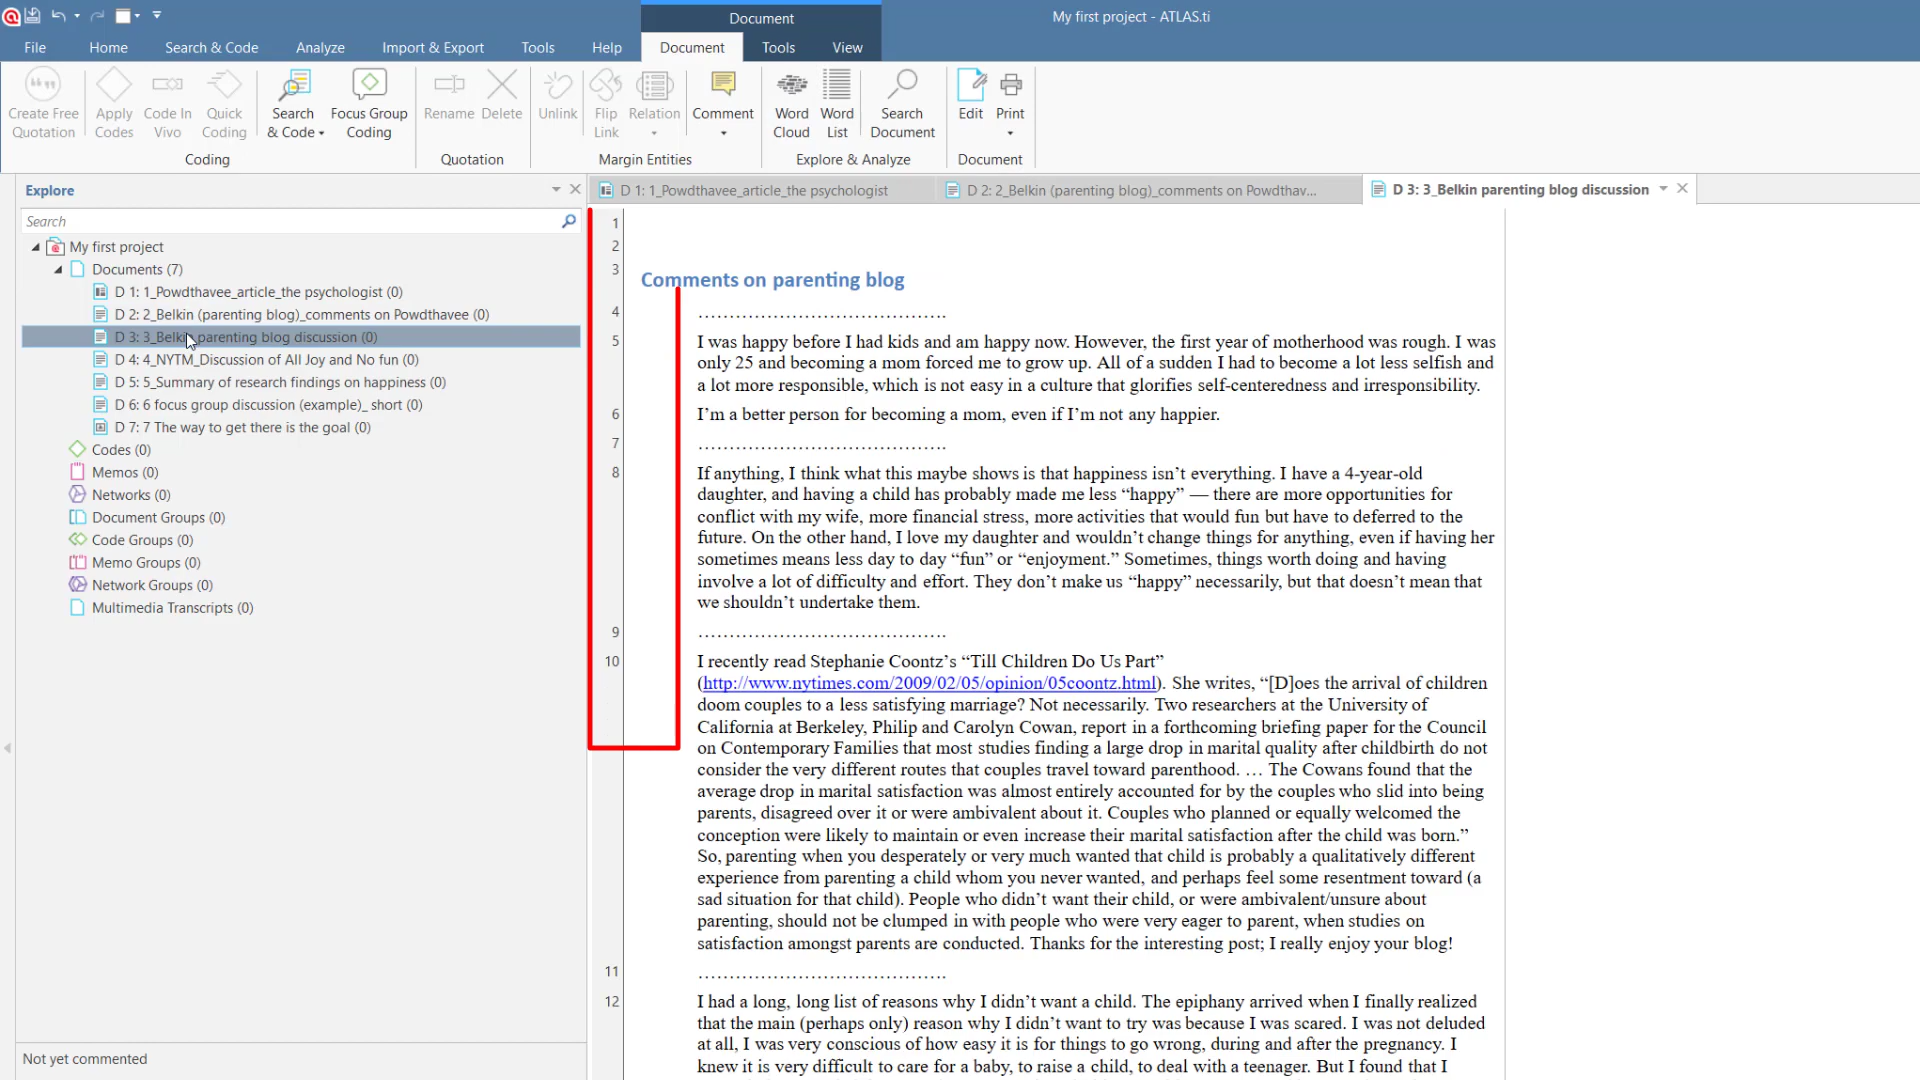 Document
My first project - ATLAS.ti
File Home Search & Code Analyze Import & Export Tools Help Document Tools View
Create Free Quotation
Apply Codes
Code In Vivo
Quick Coding
Search & Code
Focus Group Coding
Rename
Delete
Unlink
Flip Link
Relation
Comment
Word Cloud
Word List
Search Document
Edit
Print
Coding Quotation Margin Entities Explore & Analyze Document
Explore
Search
My first project
Documents (7)
D 1: 1_Powdthavee_article_the psychologist (0)
D 2: 2_Belkin (parenting blog)_comments on Powdthavee (0)
D 3: 3_Belkin parenting blog discussion (0)
D 4: 4_NYTM_Discussion of All Joy and No fun (0)
D 5: 5_Summary of research findings on happiness (0)
D 6: 6 focus group discussion (example)_ short (0)
D 7: 7 The way to get there is the goal (0)
Codes (0)
Memos (0)
Networks (0)
Document Groups (0)
Code Groups (0)
Memo Groups (0)
Network Groups (0)
Multimedia Transcripts (0)
Not yet commented
D 1: 1_Powdthavee_article_the psychologist
D 2: 2_Belkin (parenting blog)_comments on Powdthav...
D 3: 3_Belkin parenting blog discussion
1
2
3 Comments on parenting blog
4 ………………………………….
5 I was happy before I had kids and am happy now. However, the first year of motherhood was rough. I was
only 25 and becoming a mom forced me to grow up. All of a sudden I had to become a lot less selfish and
a lot more responsible, which is not easy in a culture that glorifies self-centeredness and irresponsibility.
6 I’m a better person for becoming a mom, even if I’m not any happier.
7 ………………………………….
8 If anything, I think what this maybe shows is that happiness isn’t everything. I have a 4-year-old
daughter, and having a child has probably made me less “happy” — there are more opportunities for
conflict with my wife, more financial stress, more activities that would fun but have to deferred to the
future. On the other hand, I love my daughter and wouldn’t change things for anything, even if having her
sometimes means less day to day “fun” or “enjoyment.” Sometimes, things worth doing and having
involve a lot of difficulty and effort. They don’t make us “happy” necessarily, but that doesn’t mean that
we shouldn’t undertake them.
9 ………………………………….
10 I recently read Stephanie Coontz’s “Till Children Do Us Part”
(http://www.nytimes.com/2009/02/05/opinion/05coontz.html). She writes, “[D]oes the arrival of children
doom couples to a less satisfying marriage? Not necessarily. Two researchers at the University of
California at Berkeley, Philip and Carolyn Cowan, report in a forthcoming briefing paper for the Council
on Contemporary Families that most studies finding a large drop in marital quality after childbirth do not
consider the very different routes that couples travel toward parenthood. … The Cowans found that the
average drop in marital satisfaction was almost entirely accounted for by the couples who slid into being
parents, disagreed over it or were ambivalent about it. Couples who planned or equally welcomed the
conception were likely to maintain or even increase their marital satisfaction after the child was born.”
So, parenting when you desperately or very much wanted that child is probably a qualitatively different
experience from parenting a child whom you never wanted, and perhaps feel some resentment toward (a
sad situation for that child). People who didn’t want their child, or were ambivalent/unsure about
parenting, should not be clumped in with people who were very eager to parent, when studies on
satisfaction amongst parents are conducted. Thanks for the interesting post; I really enjoy your blog!
11 ………………………………….
12 I had a long, long list of reasons why I didn’t want a child. The epiphany arrived when I finally realized
that the main (perhaps only) reason why I didn’t want to try was because I was scared. I was not deluded
at all, I was very conscious of how easy it is for things to go wrong, during and after the pregnancy. I
knew it is very difficult to care for a baby, to raise a child, to deal with a teenager. But I found that I